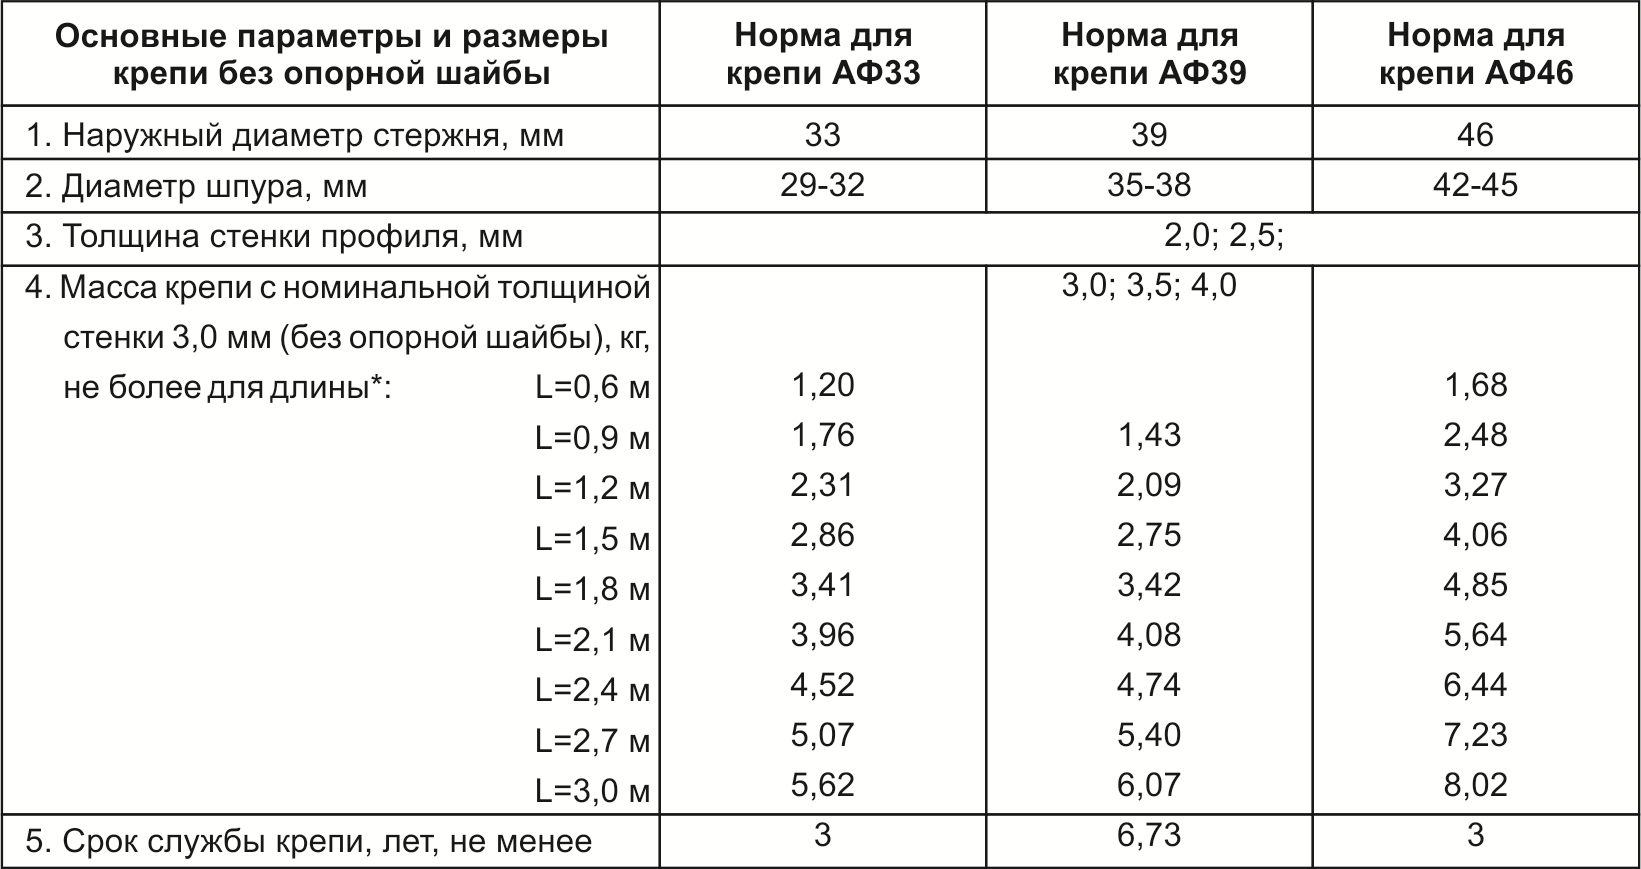 Основные параметры и размеры
крепи без опорной шайбы
Норма для
крепи АФ33
Норма для
крепи АФ39
Норма для
крепи АФ46
1. Наружный диаметр стержня, мм 33 39 46
2. Диаметр шпура, мм 29-32 35-38 42-45
3. Толщина стенки профиля, мм 2,0; 2,5;
4. Масса крепи с номинальной толщиной 3,0; 3,5; 4,0
стенки 3,0 мм (без опорной шайбы), кг,
не более для длины*: L=0,6 м 1,20 1,68
L=0,9 м 1,76 1,43 2,48
L=1,2 м 2,31 2,09 3,27
L=1,5 м 2,86 2,75 4,06
L=1,8 м 3,41 3,42 4,85
L=2,1 м 3,96 4,08 5,64
L=2,4 м 4,52 4,74 6,44
L=2,7 м 5,07 5,40 7,23
L=3,0 м 5,62 6,07 8,02
5. Срок службы крепи, лет, не менее 3 6,73 3